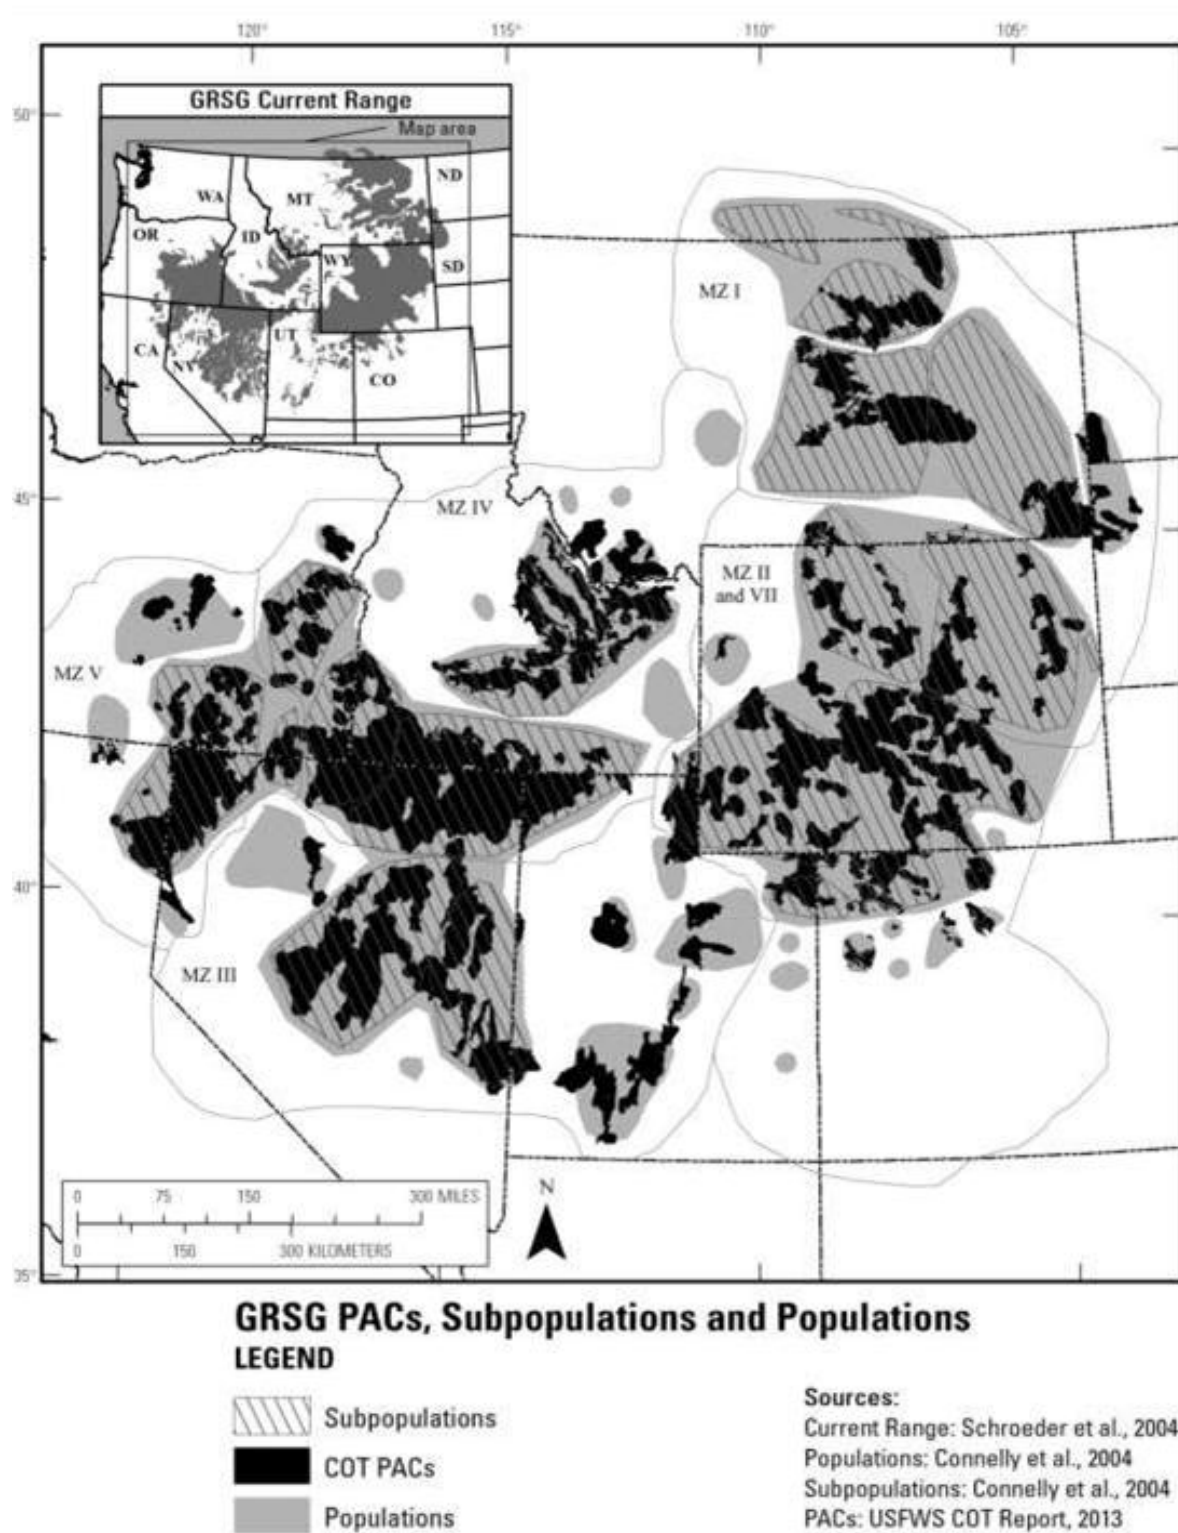 120° 115° 110° 105°
50°
GRSG Current Range
Map area
WA
MT
ND
OR
ID
WY
SD
CA
NV
UT
CO
MZ I
45°
MZ IV
MZ II
and VII
MZ V
40°
MZ III
0 75 150 300 MILES
0 150 300 KILOMETERS
N
35°
GRSG PACs, Subpopulations and Populations
LEGEND
Subpopulations
COT PACs
Populations
Sources:
Current Range: Schroeder et al., 2004
Populations: Connelly et al., 2004
Subpopulations: Connelly et al., 2004
PACs: USFWS COT Report, 2013